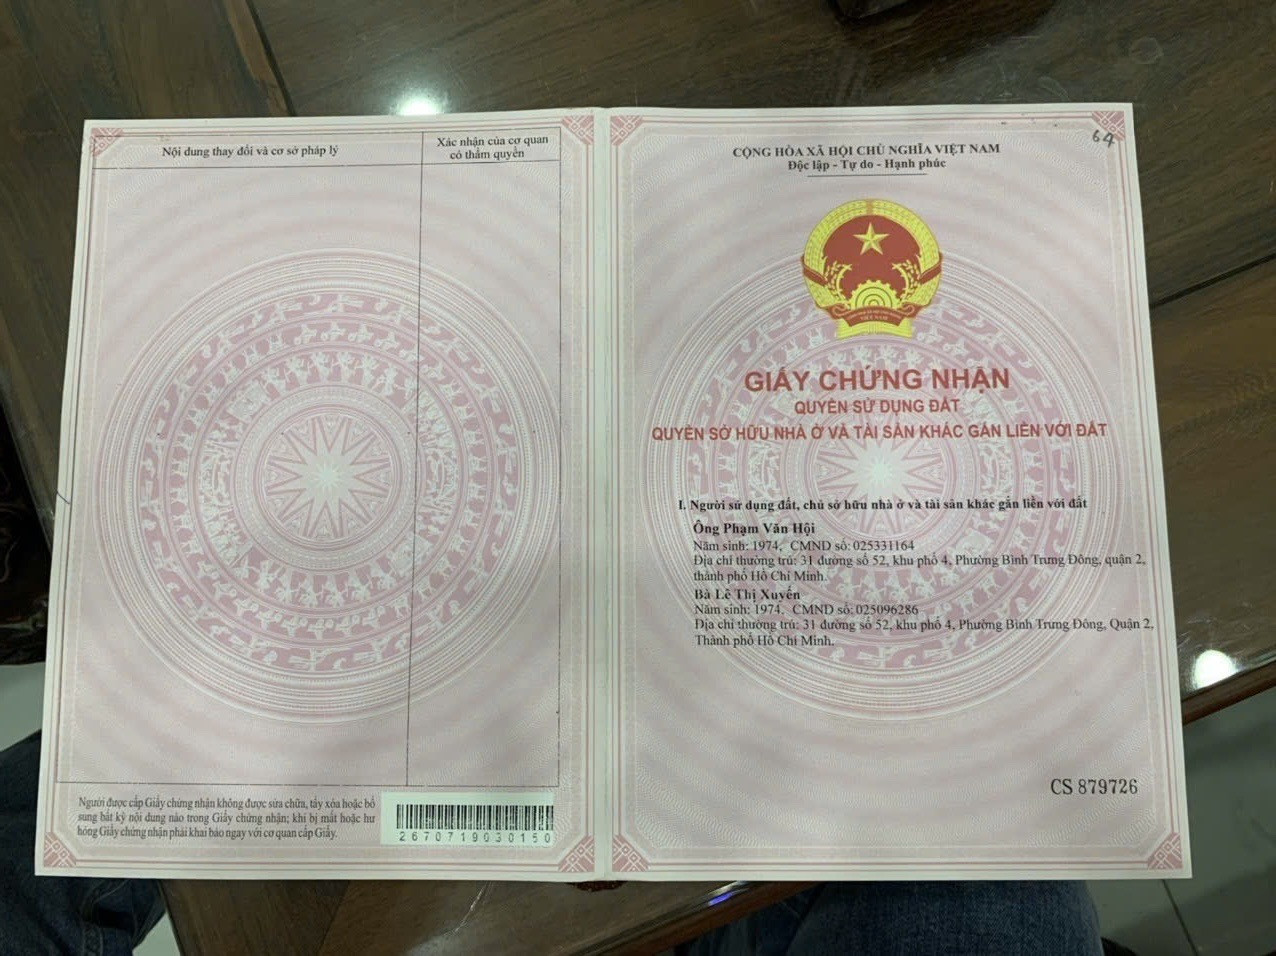 Nội dung thay đổi và cơ sở pháp lý
Xác nhận của cơ quan
có thẩm quyền
Người được cấp Giấy chứng nhận không được sửa chữa, tẩy xóa hoặc bổ
sung bất kỳ nội dung nào trong Giấy chứng nhận; khi bị mất hoặc hư
hỏng Giấy chứng nhận phải khai báo ngay với cơ quan cấp Giấy.
2670719030150
64
CỘNG HÒA XÃ HỘI CHỦ NGHĨA VIỆT NAM
Độc lập - Tự do - Hạnh phúc
VIỆT NAM
GIẤY CHỨNG NHẬN
QUYỀN SỬ DỤNG ĐẤT
QUYỀN SỞ HỮU NHÀ Ở VÀ TÀI SẢN KHÁC GẮN LIỀN VỚI ĐẤT
I. Người sử dụng đất, chủ sở hữu nhà ở và tài sản khác gắn liền với đất
Ông Phạm Văn Hội
Năm sinh: 1974, CMND số: 025331164
Địa chỉ thường trú: 31 đường số 52, khu phố 4, Phường Bình Trưng Đông, quận 2,
thành phố Hồ Chí Minh.
Bà Lê Thị Xuyến
Năm sinh: 1974, CMND số: 025096286
Địa chỉ thường trú: 31 đường số 52, khu phố 4, Phường Bình Trưng Đông, Quận 2,
Thành phố Hồ Chí Minh.
CS 879726